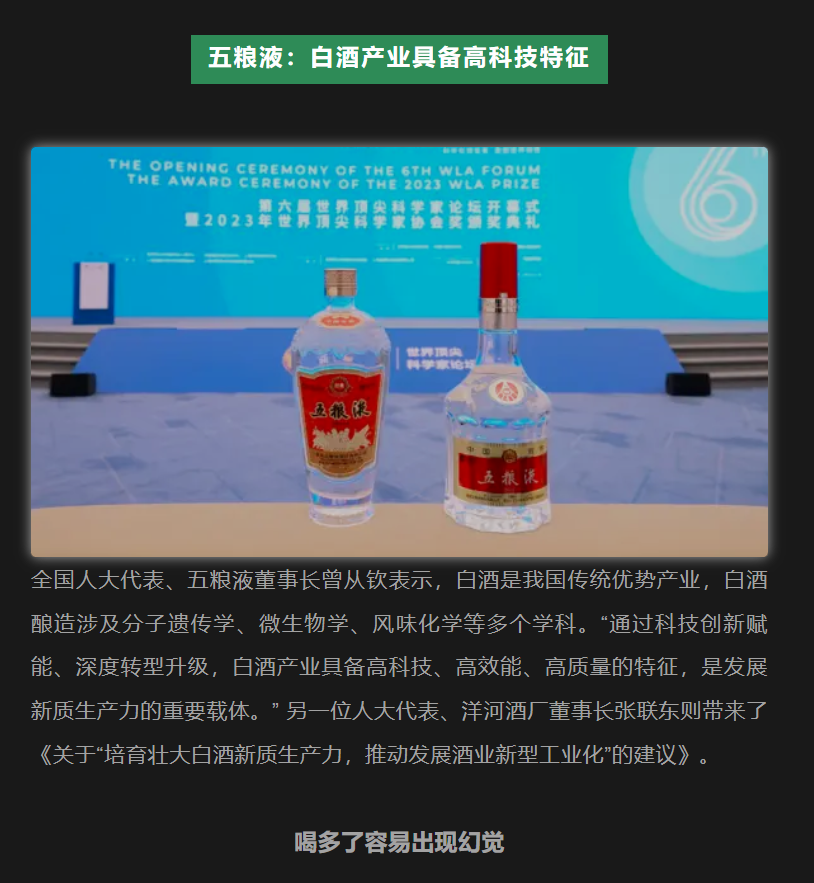 五粮液：白酒产业具备高科技特征
THE OPENING CEREMONY OF THE 6TH WLA FORUM
THE AWARD CEREMONY OF THE 2023 WLA PRIZE
第六届世界顶尖科学家论坛开幕式
暨2023年世界顶尖科学家协会奖颁奖典礼
6
世界顶尖
科学家论坛
五粮液
中国
五粮液
全国人大代表、五粮液董事长曾从钦表示，白酒是我国传统优势产业，白酒
酿造涉及分子遗传学、微生物学、风味化学等多个学科。“通过科技创新赋
能、深度转型升级，白酒产业具备高科技、高效能、高质量的特征，是发展
新质生产力的重要载体。” 另一位人大代表、洋河酒厂董事长张联东则带来了
《关于“培育壮大白酒新质生产力，推动发展酒业新型工业化”的建议》。
喝多了容易出现幻觉